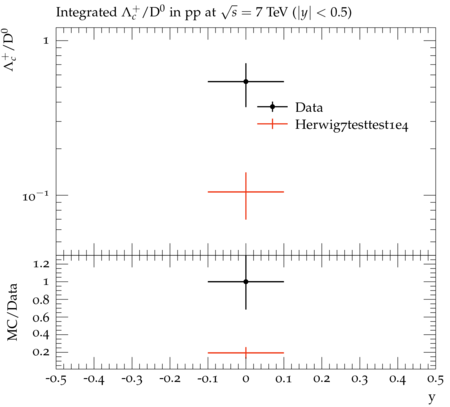 Integrated Λc⁺/D⁰ in pp at √s = 7 TeV (|y| < 0.5)
Λc⁺/D⁰
1
Data
Herwig7testtest1e4
10⁻¹
MC/Data
1.2
1
0.8
0.6
0.4
0.2
-0.5 -0.4 -0.3 -0.2 -0.1 0 0.1 0.2 0.3 0.4 0.5
y